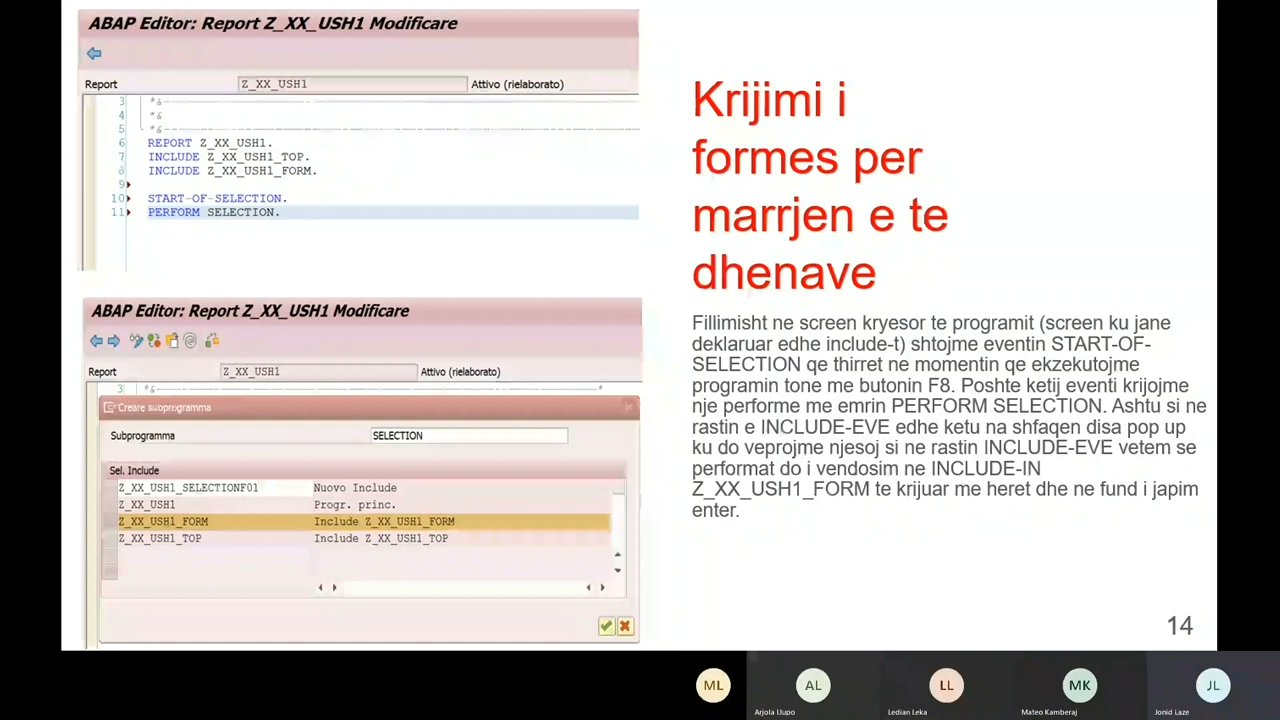 ABAP Editor: Report Z_XX_USH1 Modificare
Report Z_XX_USH1 Attivo (rielaborato)
3 *&
4 *&
5 *&
6 REPORT Z_XX_USH1.
7 INCLUDE Z_XX_USH1_TOP.
8 INCLUDE Z_XX_USH1_FORM.
9
10 START-OF-SELECTION.
11 PERFORM SELECTION.
ABAP Editor: Report Z_XX_USH1 Modificare
Report Z_XX_USH1 Attivo (rielaborato)
3 *& *
Creare subprogramma
Subprogramma SELECTION
Sel. Include
Z_XX_USH1_SELECTIONF01 Nuovo Include
Z_XX_USH1 Progr. princ.
Z_XX_USH1_FORM Include Z_XX_USH1_FORM
Z_XX_USH1_TOP Include Z_XX_USH1_TOP
Krijimi i
formes per
marrjen e te
dhenave
Fillimisht ne screen kryesor te programit (screen ku jane
deklaruar edhe include-t) shtojme eventin START-OF-
SELECTION qe thirret ne momentin qe ekzekutojme
programin tone me butonin F8. Poshte ketij eventi krijojme
nje performe me emrin PERFORM SELECTION. Ashtu si ne
rastin e INCLUDE-EVE edhe ketu na shfaqen disa pop up
ku do veprojme njesoj si ne rastin INCLUDE-EVE vetem se
performat do i vendosim ne INCLUDE-IN
Z_XX_USH1_FORM te krijuar me heret dhe ne fund i japim
enter.
14
ML AL LL MK JL
Arjola Llupo Ledian Leka Mateo Kamberaj Jonid Laze